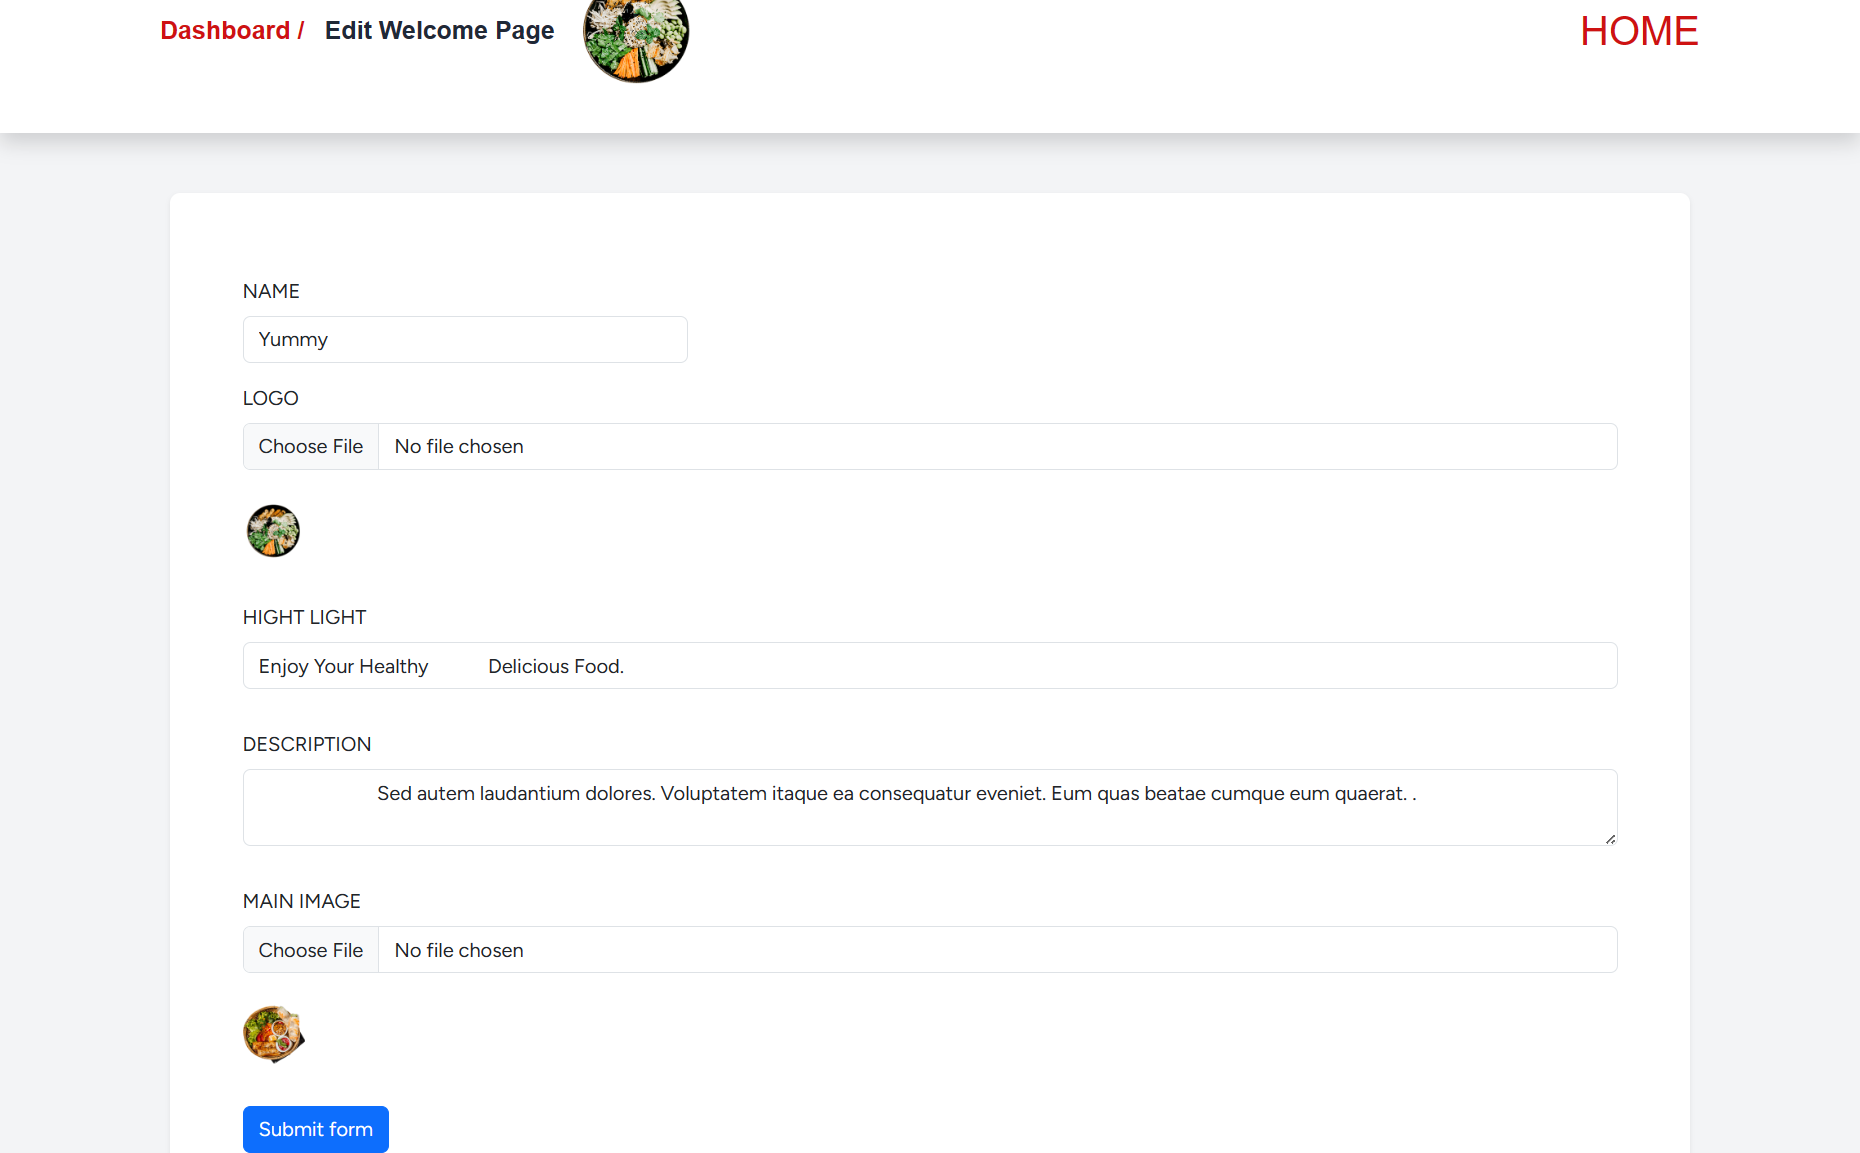 Dashboard / Edit Welcome Page
HOME
NAME
Yummy
LOGO
Choose File No file chosen
HIGHT LIGHT
Enjoy Your Healthy Delicious Food.
DESCRIPTION
Sed autem laudantium dolores. Voluptatem itaque ea consequatur eveniet. Eum quas beatae cumque eum quaerat. .
MAIN IMAGE
Choose File No file chosen
Submit form